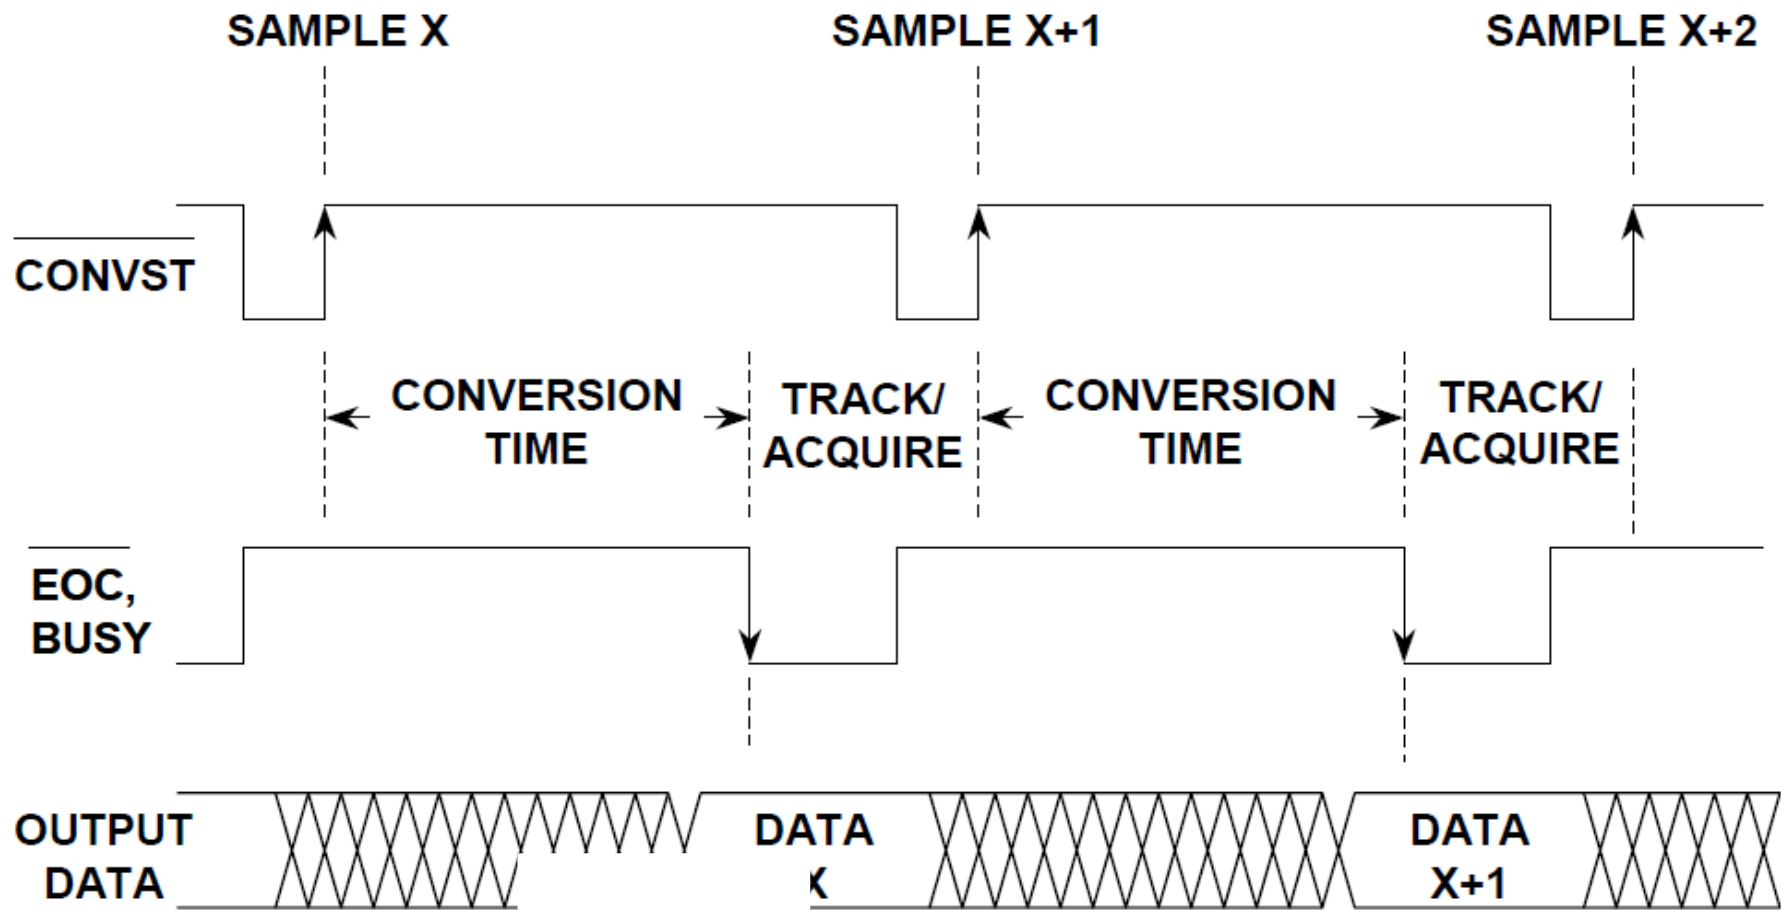 SAMPLE X
SAMPLE X+1
SAMPLE X+2
CONVST
CONVERSION
TIME
TRACK/
ACQUIRE
CONVERSION
TIME
TRACK/
ACQUIRE
EOC,
BUSY
OUTPUT
DATA
DATA
X
DATA
X+1